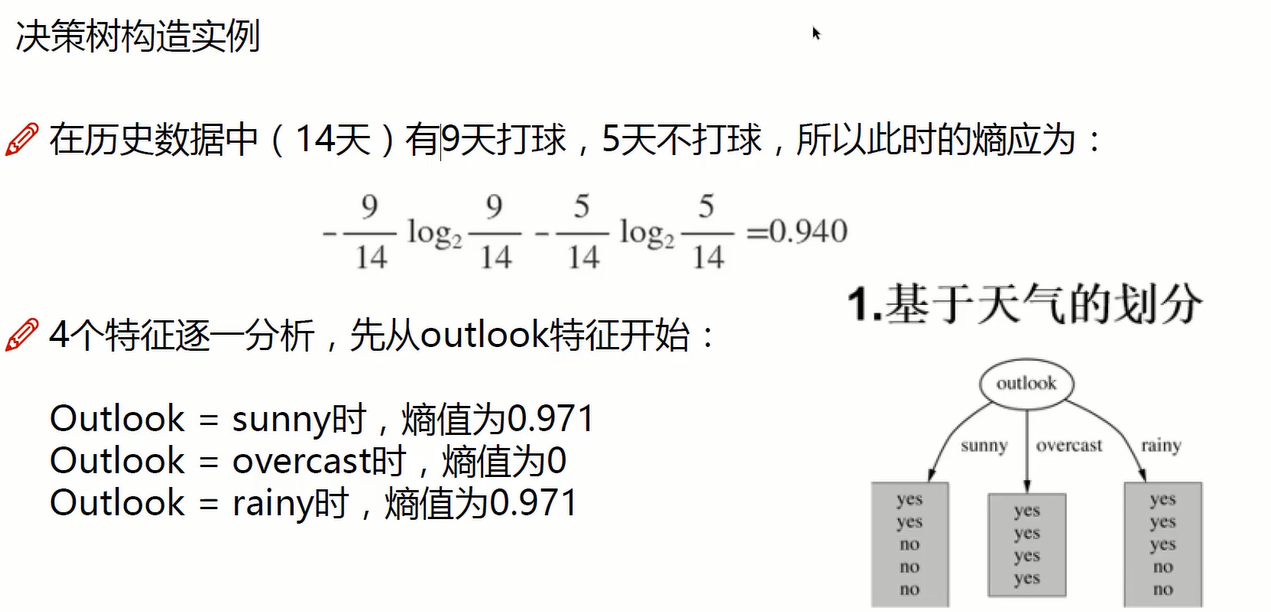 决策树构造实例
在历史数据中（14天）有9天打球，5天不打球，所以此时的熵应为：
- 9/14 log₂ 9/14 - 5/14 log₂ 5/14 =0.940
1.基于天气的划分
4个特征逐一分析，先从outlook特征开始：
Outlook = sunny时，熵值为0.971
Outlook = overcast时，熵值为0
Outlook = rainy时，熵值为0.971
outlook
sunny overcast rainy
yes
yes
no
no
no
yes
yes
yes
yes
yes
yes
yes
no
no